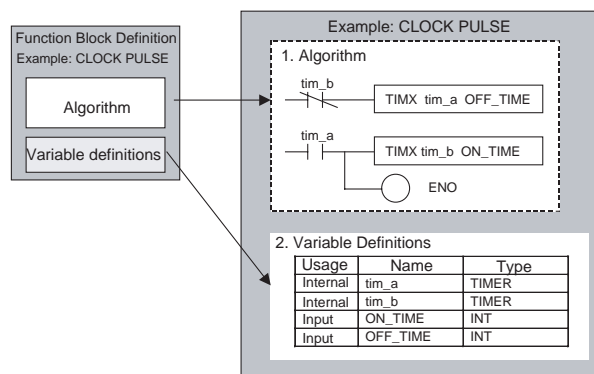 Function Block Definition
Example: CLOCK PULSE
Algorithm
Variable definitions
Example: CLOCK PULSE
1. Algorithm
tim_b
TIMX tim_a OFF_TIME
tim_a
TIMX tim_b ON_TIME
ENO
2. Variable Definitions
Usage Name Type
Internal tim_a TIMER
Internal tim_b TIMER
Input ON_TIME INT
Input OFF_TIME INT